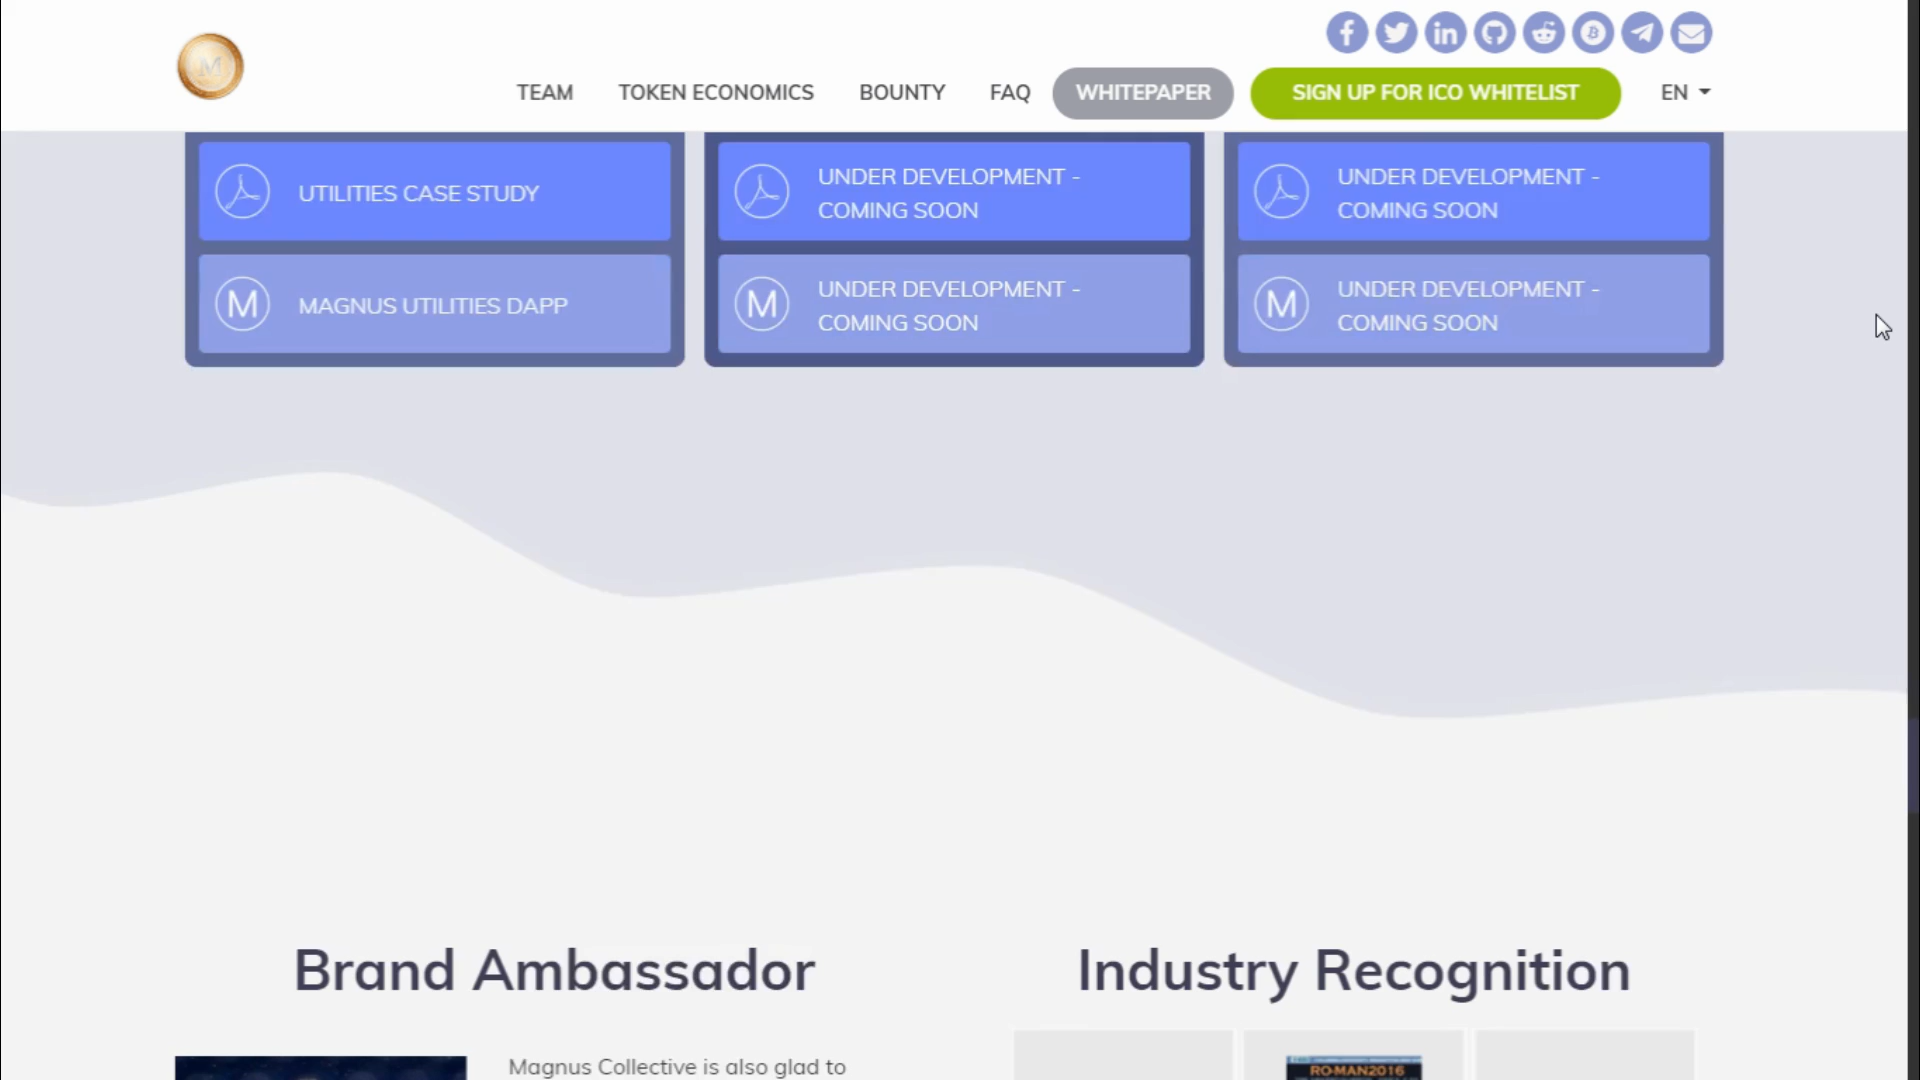 M
TEAM
TOKEN ECONOMICS
BOUNTY
FAQ
WHITEPAPER
SIGN UP FOR ICO WHITELIST
EN
UTILITIES CASE STUDY
UNDER DEVELOPMENT -
COMING SOON
UNDER DEVELOPMENT -
COMING SOON
M
MAGNUS UTILITIES DAPP
M
UNDER DEVELOPMENT -
COMING SOON
M
UNDER DEVELOPMENT -
COMING SOON
Brand Ambassador
Magnus Collective is also glad to
Industry Recognition
RO-MAN2016